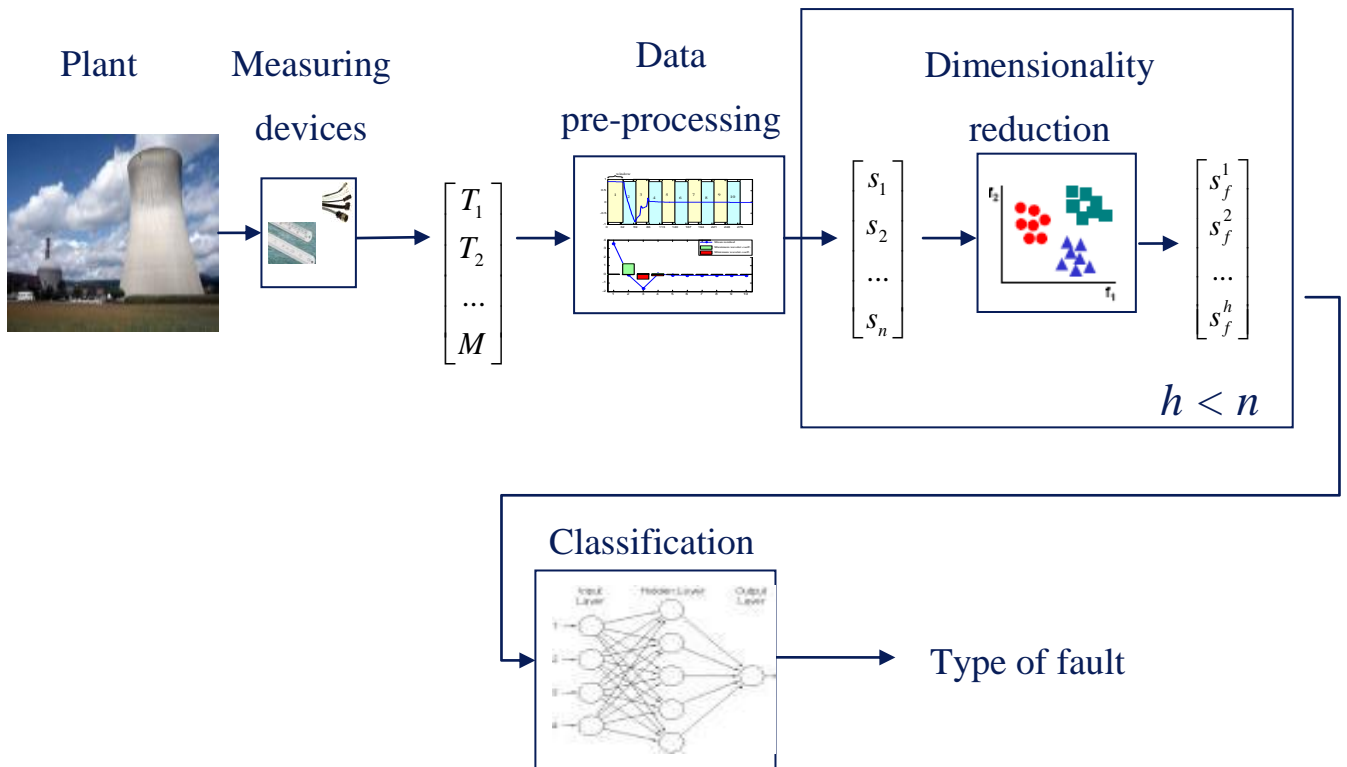 Plant
Measuring
devices
T1
T2
...
M
Data
pre-processing
Dimensionality
reduction
s1
s2
...
sn
f2
f1
s_f^1
s_f^2
...
s_f^h
h < n
Classification
Input
Layer
Hidden Layer
Output
Layer
Type of fault